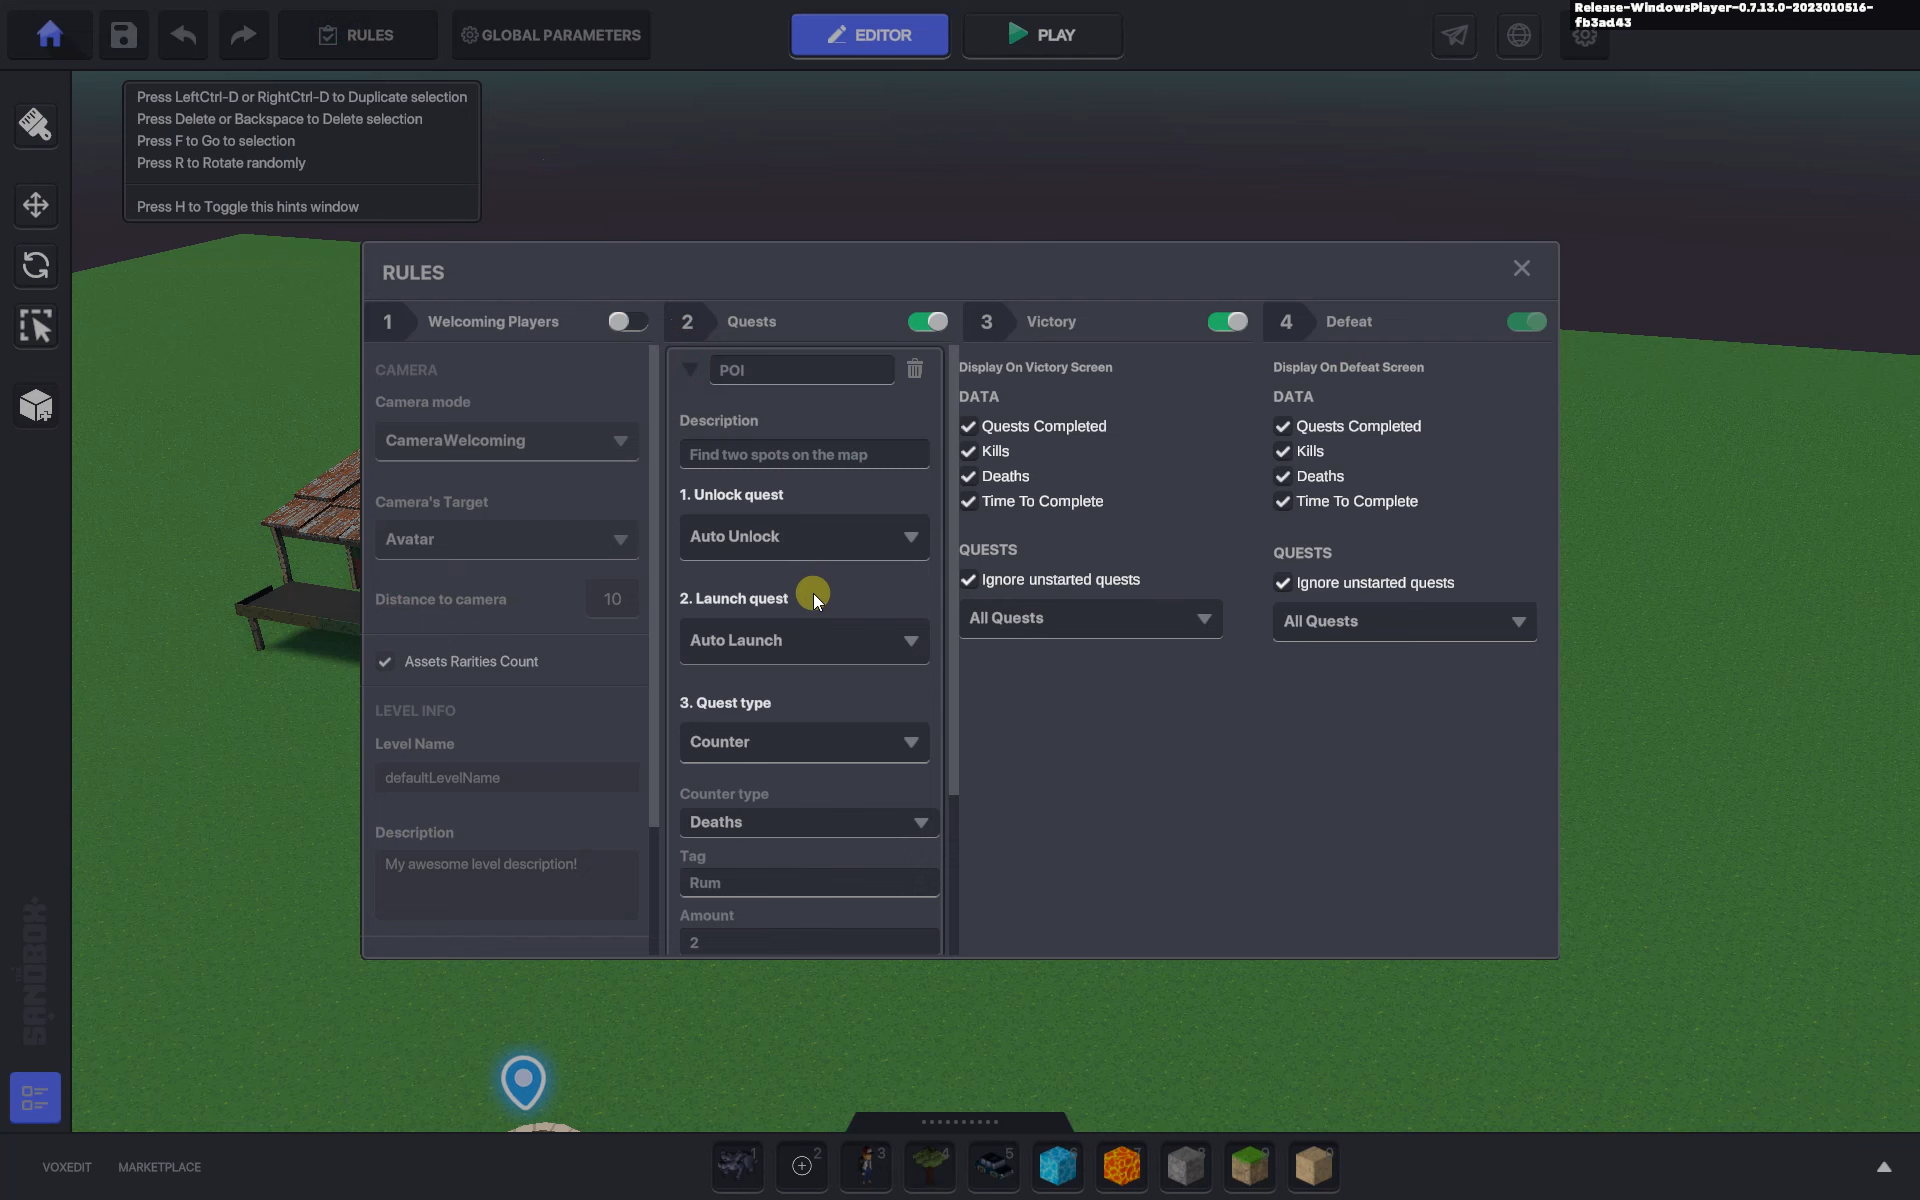 RULES
GLOBAL PARAMETERS
EDITOR
PLAY
Release-WindowsPlayer-0.7.13.0-2023010516-
fb3ad43
Press LeftCtrl-D or RightCtrl-D to Duplicate selection
Press Delete or Backspace to Delete selection
Press F to Go to selection
Press R to Rotate randomly
Press H to Toggle this hints window
RULES
1 Welcoming Players
CAMERA
Camera mode
CameraWelcoming
Camera's Target
Avatar
Distance to camera 10
Assets Rarities Count
LEVEL INFO
Level Name
defaultLevelName
Description
My awesome level description!
2 Quests
POI
Description
Find two spots on the map
1. Unlock quest
Auto Unlock
2. Launch quest
Auto Launch
3. Quest type
Counter
Counter type
Deaths
Tag
Rum
Amount
2
3 Victory
Display On Victory Screen
DATA
Quests Completed
Kills
Deaths
Time To Complete
QUESTS
Ignore unstarted quests
All Quests
4 Defeat
Display On Defeat Screen
DATA
Quests Completed
Kills
Deaths
Time To Complete
QUESTS
Ignore unstarted quests
All Quests
THE SANDBOX
VOXEDIT
MARKETPLACE
1
2
3
4
5